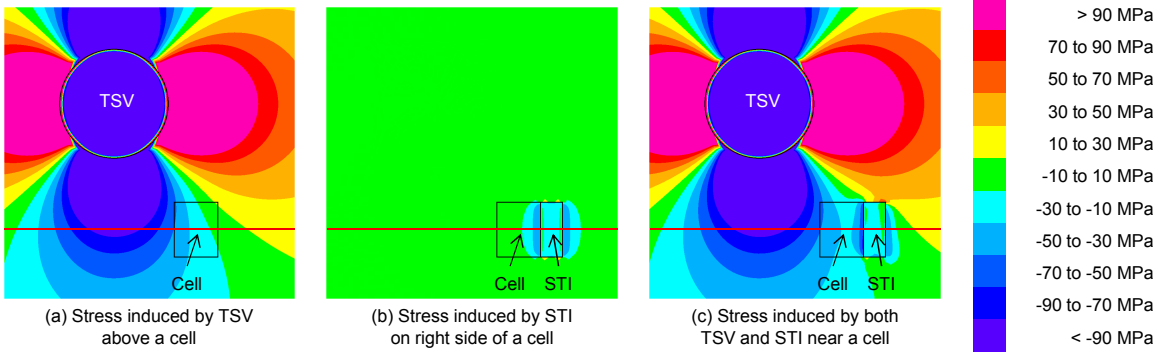 TSV
Cell
(a) Stress induced by TSV
above a cell
Cell
STI
(b) Stress induced by STI
on right side of a cell
TSV
Cell
STI
(c) Stress induced by both
TSV and STI near a cell
> 90 MPa
70 to 90 MPa
50 to 70 MPa
30 to 50 MPa
10 to 30 MPa
-10 to 10 MPa
-30 to -10 MPa
-50 to -30 MPa
-70 to -50 MPa
-90 to -70 MPa
< -90 MPa